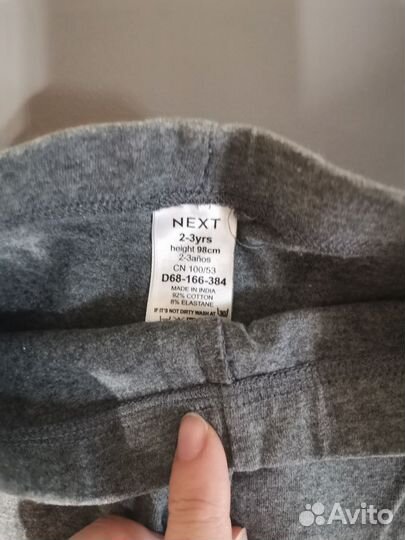 NEXT
2-3yrs
height 98cm
2-3años
CN 100/53
D68-166-384
MADE IN INDIA
92% COTTON
8% ELASTANE
IF IT'S NOT DIRTY WASH AT 30
Avito